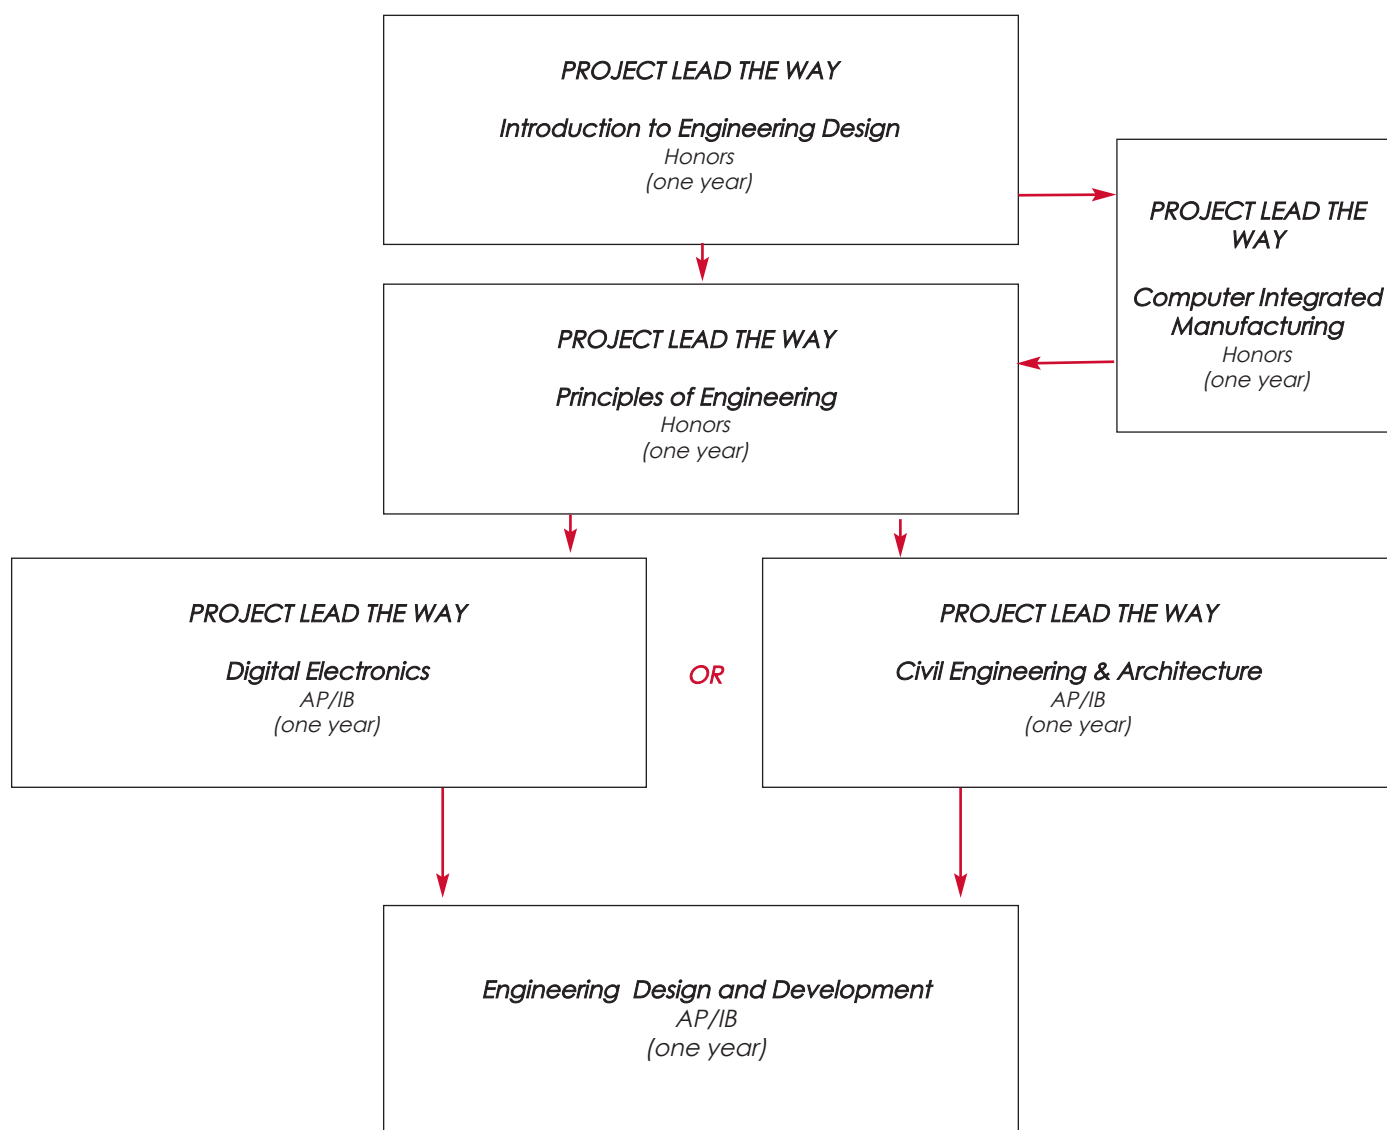 PROJECT LEAD THE WAY
Introduction to Engineering Design
Honors
(one year)
PROJECT LEAD THE
WAY
Computer Integrated
Manufacturing
Honors
(one year)
PROJECT LEAD THE WAY
Principles of Engineering
Honors
(one year)
PROJECT LEAD THE WAY
Digital Electronics
AP/IB
(one year)
OR
PROJECT LEAD THE WAY
Civil Engineering & Architecture
AP/IB
(one year)
Engineering  Design and Development
AP/IB
(one year)